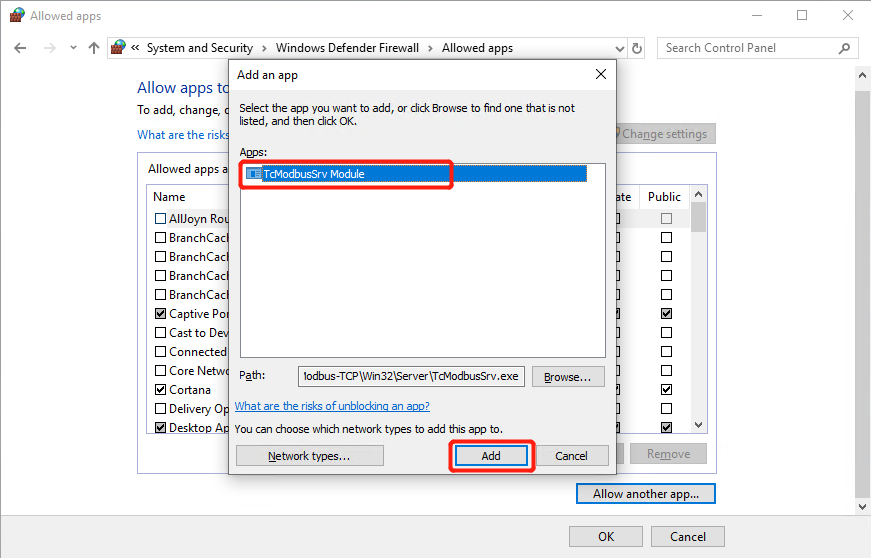 Allowed apps
« System and Security > Windows Defender Firewall > Allowed apps
Search Control Panel
Add an app
Allow apps to
Select the app you want to add, or click Browse to find one that is not
listed, and then click OK.
To add, change,
What are the risks
Change settings
Apps:
Allowed apps a
TcModbusSrv Module
Name
Public
AllJoyn Rou
BranchCach
BranchCach
BranchCach
BranchCach
Captive Por
Cast to Dev
Connected
Core Netwo
Cortana
Delivery Op
Desktop Ap
Path:
odbus-TCP\Win32\Server\TcModbusSrv.exe
Browse...
What are the risks of unblocking an app?
You can choose which network types to add this app to.
Network types...
Add
Cancel
Remove
Allow another app...
OK
Cancel